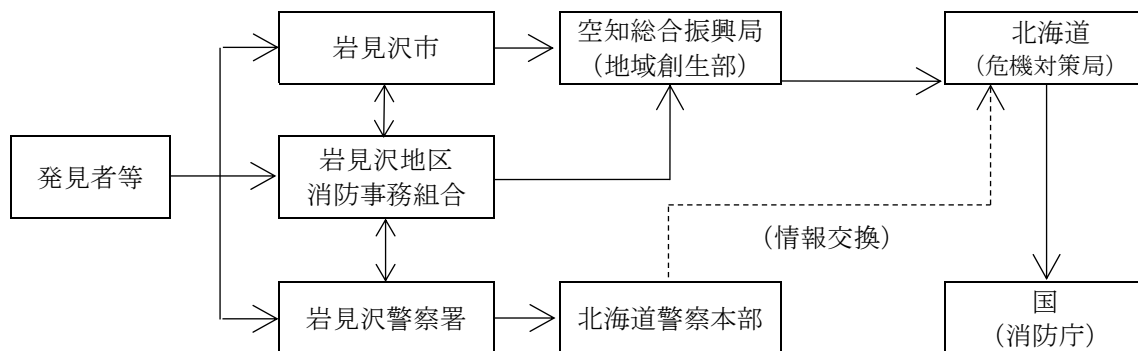 岩見沢市
空知総合振興局
（地域創生部）
北海道
（危機対策局）
発見者等
岩見沢地区
消防事務組合
（情報交換）
岩見沢警察署
北海道警察本部
国
（消防庁）